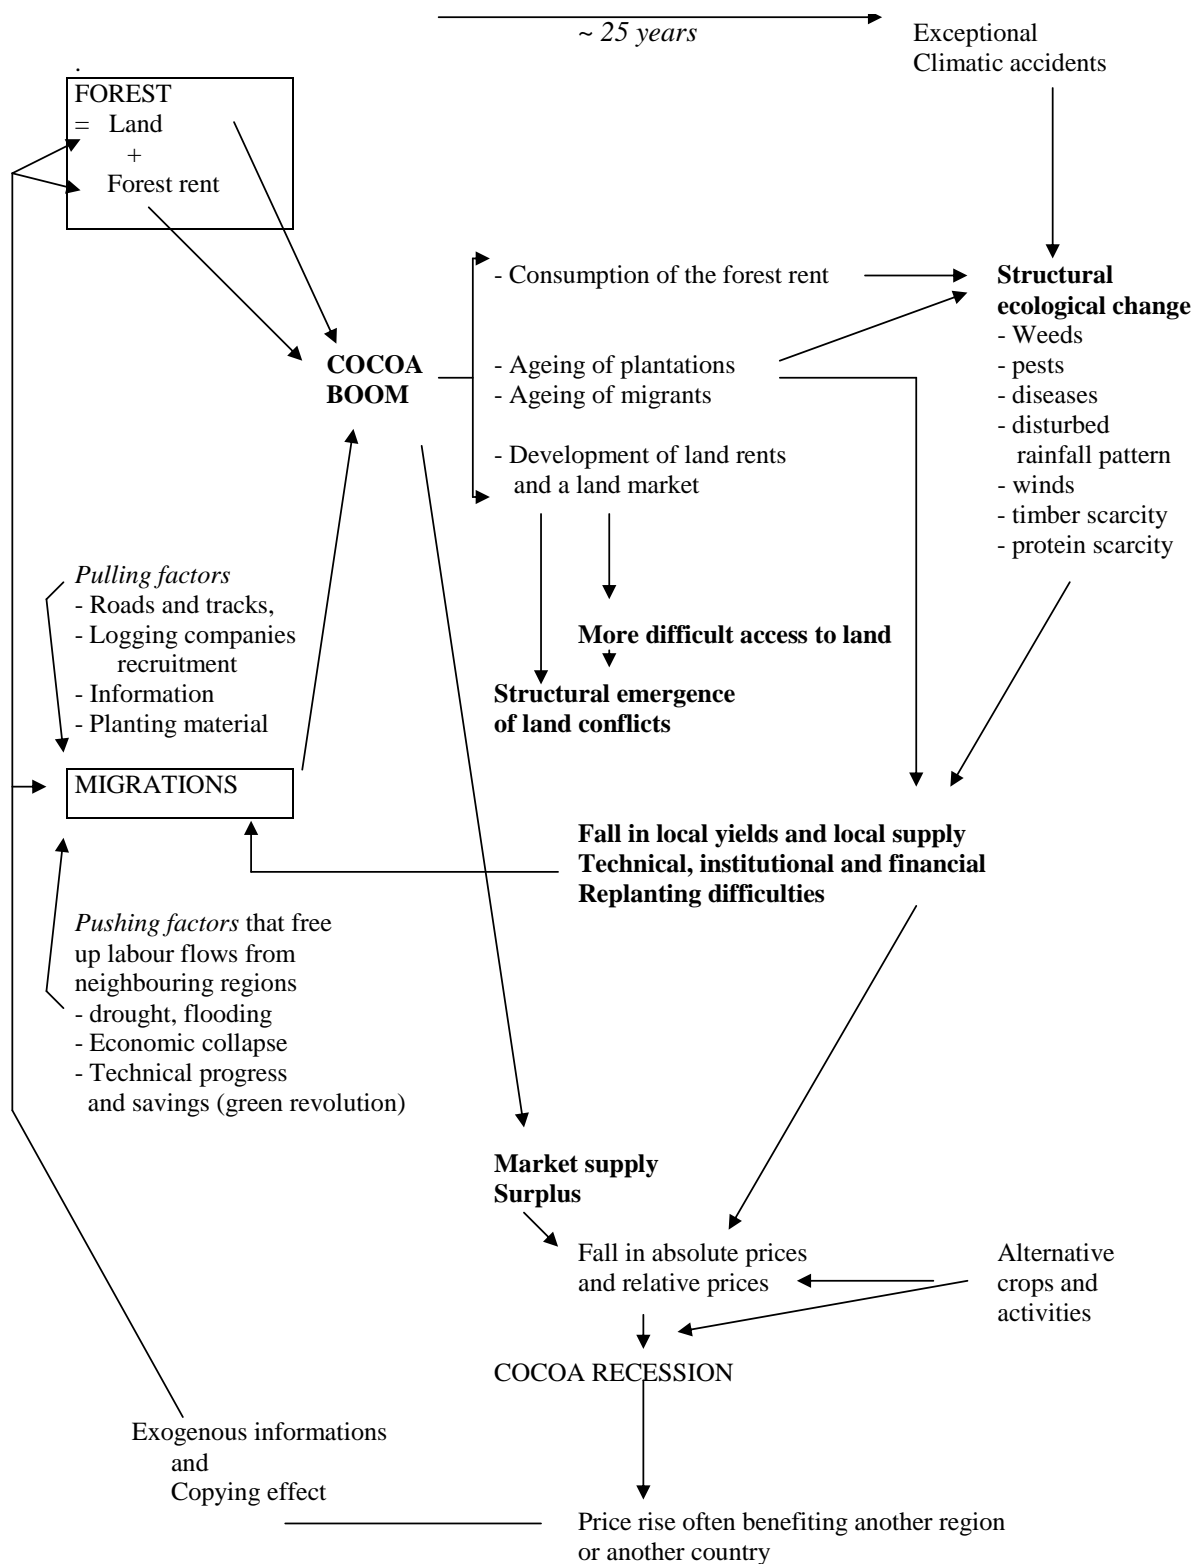 ~ 25 years
Exceptional
Climatic accidents
.
FOREST
= Land
+
Forest rent
- Consumption of the forest rent
Structural
ecological change
- Weeds
- pests
- diseases
- disturbed
rainfall pattern
- winds
- timber scarcity
- protein scarcity
COCOA
BOOM
- Ageing of plantations
- Ageing of migrants
- Development of land rents
and a land market
Pulling factors
- Roads and tracks,
- Logging companies
recruitment
- Information
- Planting material
More difficult access to land
Structural emergence
of land conflicts
MIGRATIONS
Fall in local yields and local supply
Technical, institutional and financial
Replanting difficulties
Pushing factors that free
up labour flows from
neighbouring regions
- drought, flooding
- Economic collapse
- Technical progress
and savings (green revolution)
Market supply
Surplus
Fall in absolute prices
and relative prices
Alternative
crops and
activities
COCOA RECESSION
Exogenous informations
and
Copying effect
Price rise often benefiting another region
or another country